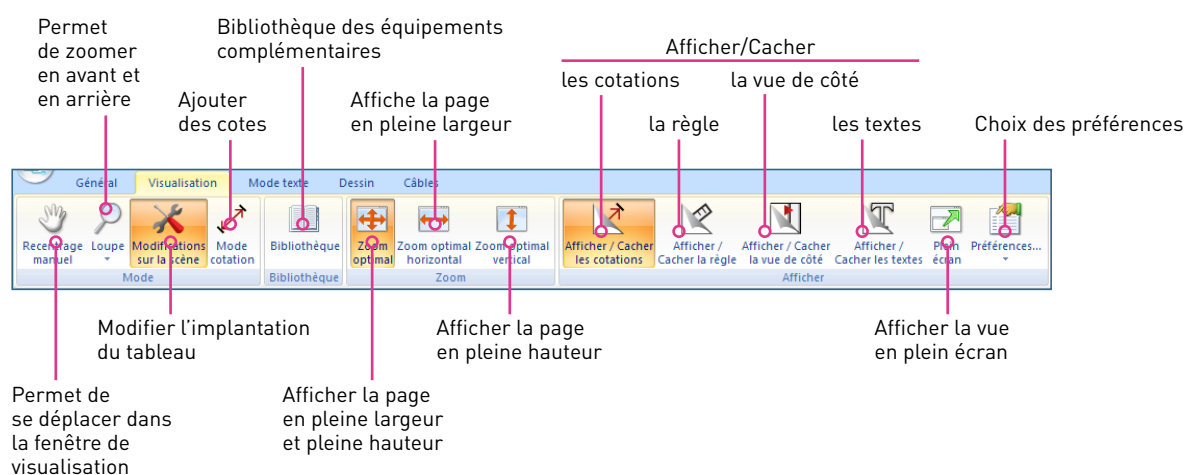 Permet
de zoomer
en avant et
en arrière
Bibliothèque des équipements
complémentaires
Afficher/Cacher
les cotations
la vue de côté
Ajouter
des cotes
Affiche la page
en pleine largeur
la règle
les textes
Choix des préférences
Général
Visualisation
Mode texte
Dessin
Câbles
Recentrage
manuel
Loupe
Modifications
sur la scène
Mode
cotation
Bibliothèque
Zoom
optimal
Zoom optimal
horizontal
Zoom optimal
vertical
Afficher / Cacher
les cotations
Afficher /
Cacher la règle
Afficher / Cacher
la vue de côté
Afficher /
Cacher les textes
Plein
écran
Préférences...
Mode
Bibliothèque
Zoom
Afficher
Modifier l'implantation
du tableau
Afficher la page
en pleine hauteur
Afficher la vue
en plein écran
Permet de
se déplacer dans
la fenêtre de
visualisation
Afficher la page
en pleine largeur
et pleine hauteur